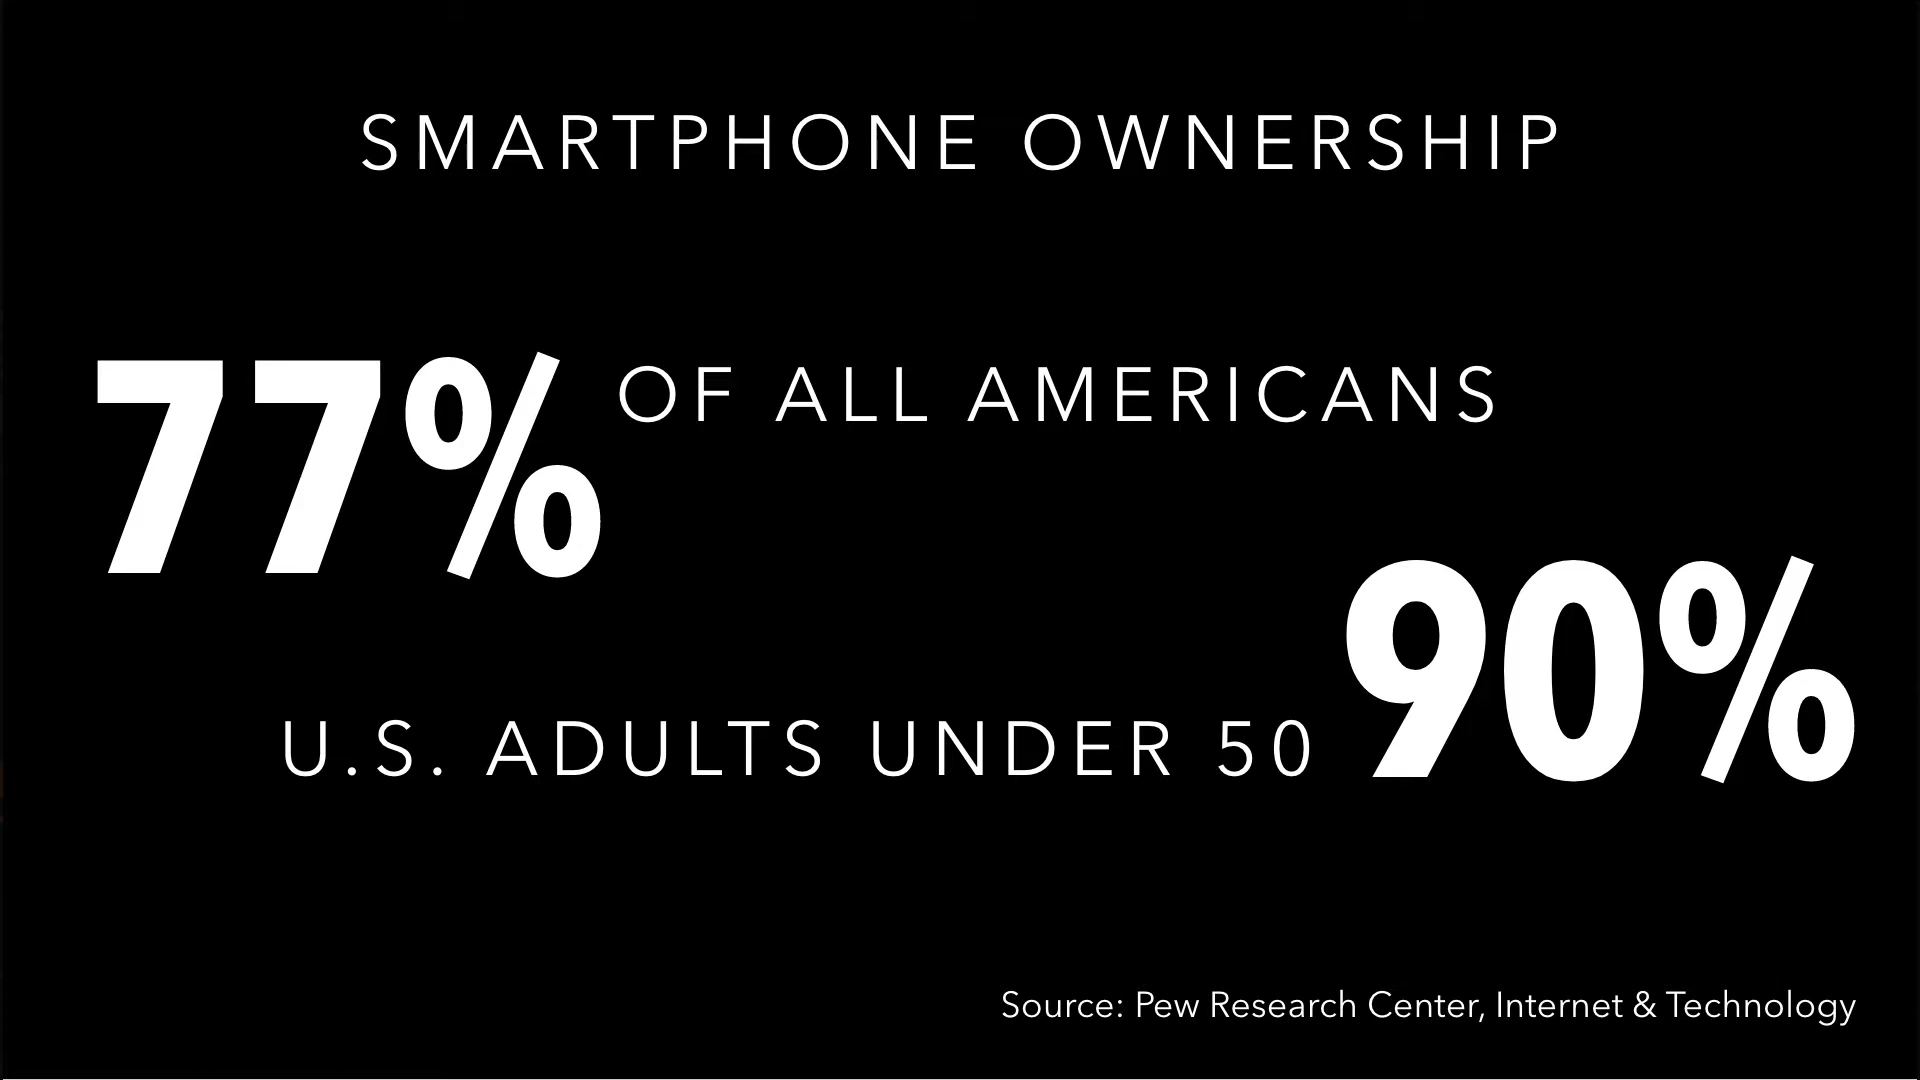 SMARTPHONE OWNERSHIP
77% OF ALL AMERICANS
U.S. ADULTS UNDER 50 90%
Source: Pew Research Center, Internet & Technology